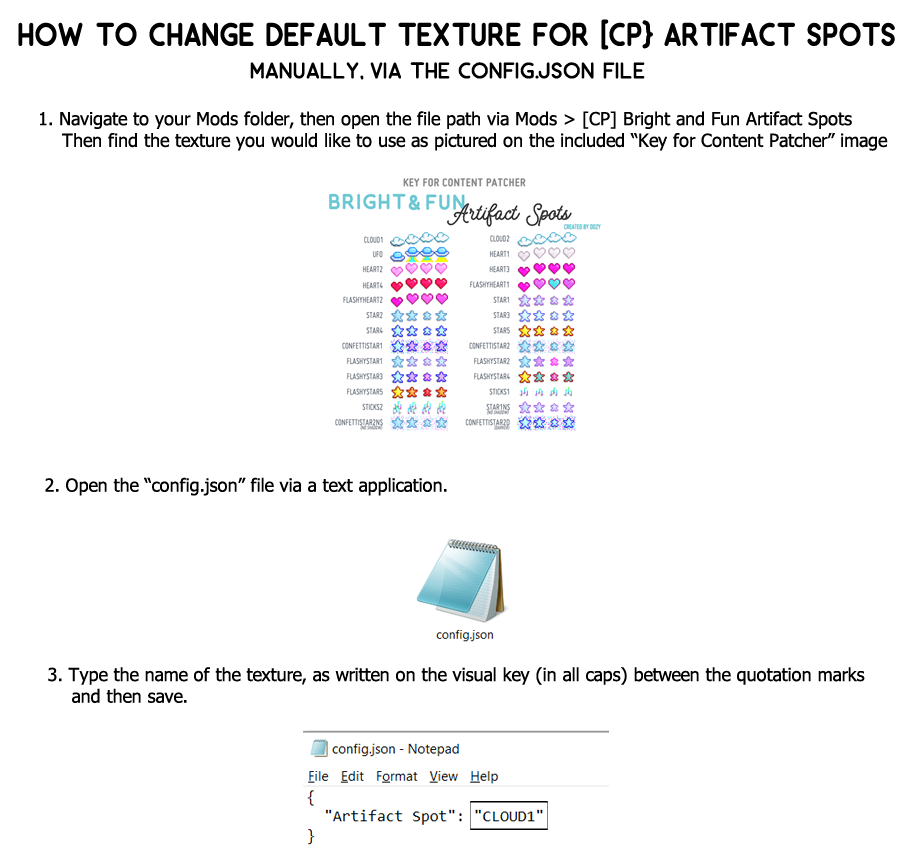 HOW TO CHANGE DEFAULT TEXTURE FOR [CP} ARTIFACT SPOTS
MANUALLY, VIA THE CONFIG.JSON FILE
1. Navigate to your Mods folder, then open the file path via Mods > [CP] Bright and Fun Artifact Spots
Then find the texture you would like to use as pictured on the included “Key for Content Patcher” image
KEY FOR CONTENT PATCHER
BRIGHT & FUN
Artifact Spots
CREATED BY DOZY
CLOUD1 CLOUD2
UFO HEART1
HEART2 HEART3
HEART4 FLASHYHEART1
FLASHYHEART2 STAR1
STAR2 STAR3
STAR4 STAR5
CONFETTISTAR1 CONFETTISTAR2
FLASHYSTAR1 FLASHYSTAR2
FLASHYSTAR3 FLASHYSTAR4
FLASHYSTAR5 STICKS1
STICKS2 STAR1NS
(NO SHADOW)
CONFETTISTAR2NS CONFETTISTAR2D
(NO SHADOW) (DARKER)
2. Open the “config.json” file via a text application.
config.json
3. Type the name of the texture, as written on the visual key (in all caps) between the quotation marks
and then save.
config.json - Notepad
File Edit Format View Help
{
"Artifact Spot": "CLOUD1"
}